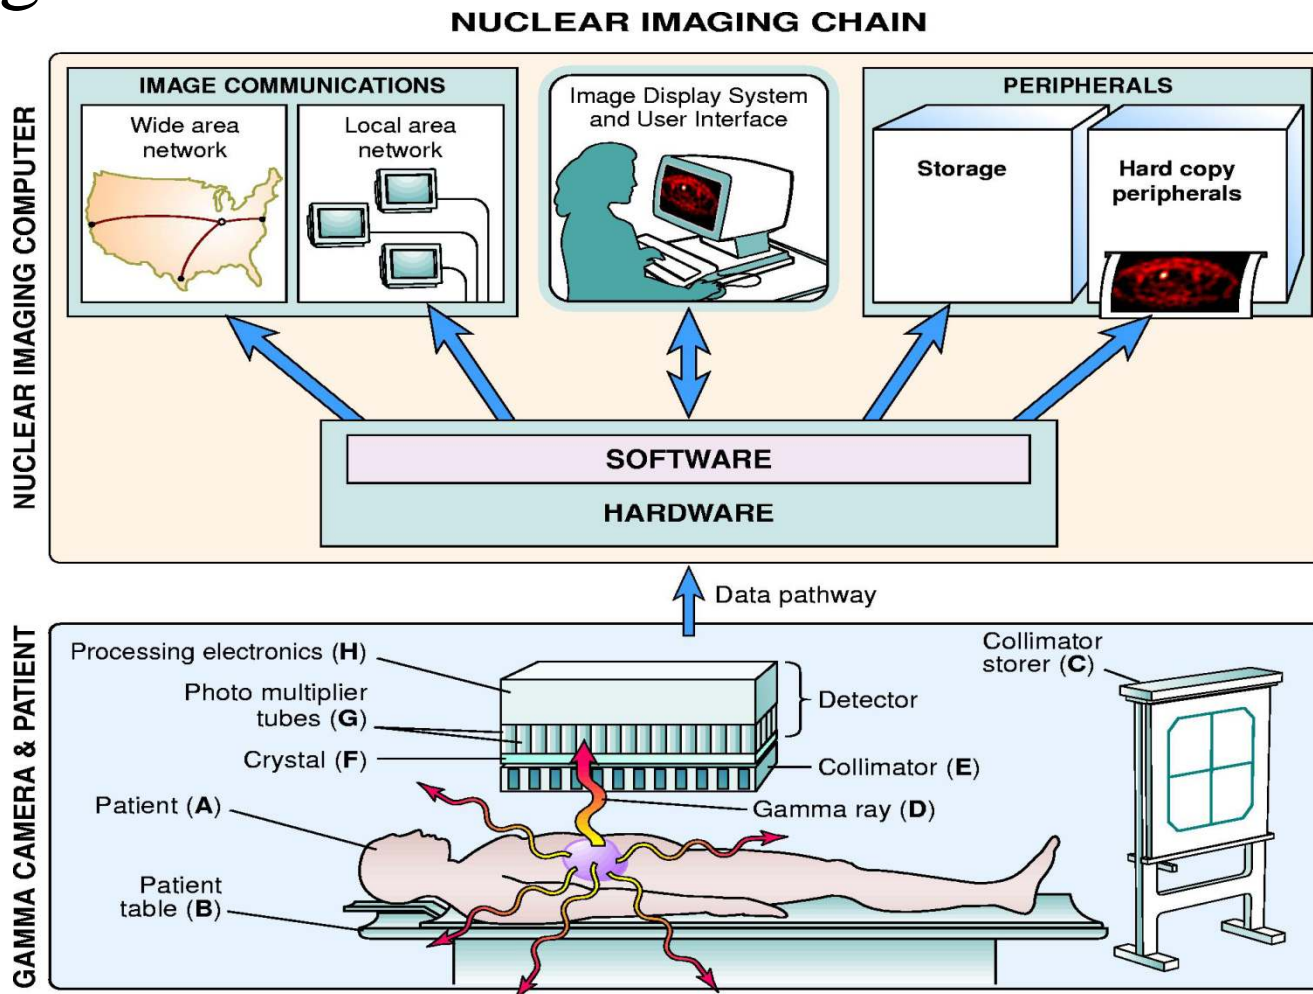 g
NUCLEAR IMAGING CHAIN
NUCLEAR IMAGING COMPUTER
IMAGE COMMUNICATIONS
Wide area
network
Local area
network
Image Display System
and User Interface
PERIPHERALS
Storage
Hard copy
peripherals
SOFTWARE
HARDWARE
Data pathway
GAMMA CAMERA & PATIENT
Processing electronics (H)
Photo multiplier
tubes (G)
Crystal (F)
Patient (A)
Patient
table (B)
Detector
Collimator (E)
Gamma ray (D)
Collimator
storer (C)